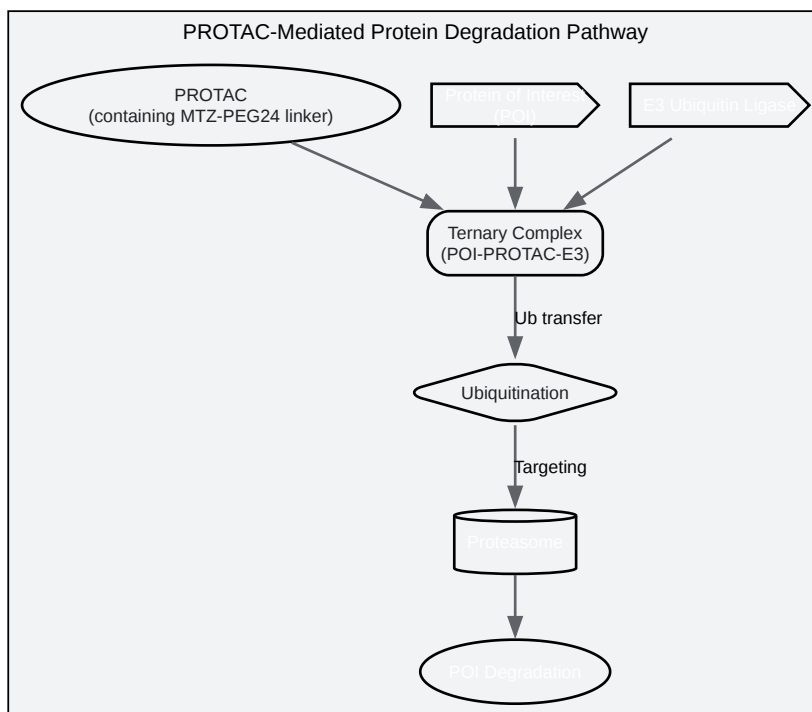 PROTAC-Mediated Protein Degradation Pathway
PROTAC
(containing MTZ-PEG24 linker)
Protein of Interest
(POI)
E3 Ubiquitin Ligase
Ternary Complex
(POI-PROTAC-E3)
Ub transfer
Ubiquitination
Targeting
Proteasome
POI Degradation